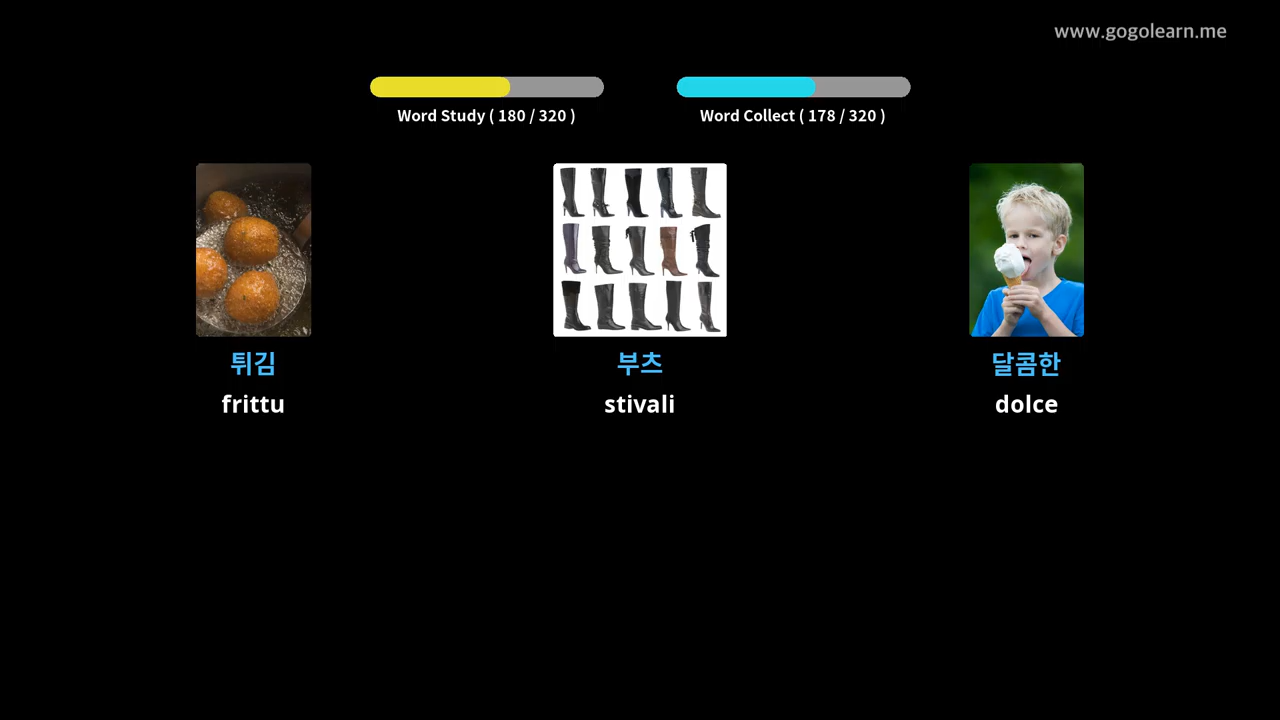 www.gogolearn.me
Word Study ( 180 / 320 )
Word Collect ( 178 / 320 )
튀김
부츠
달콤한
frittu
stivali
dolce